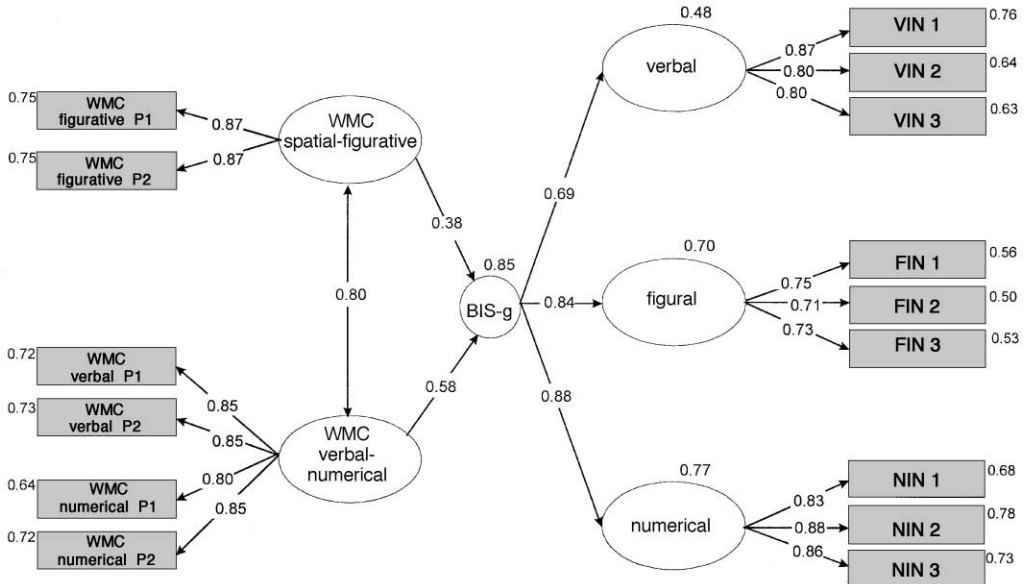 0.48
verbal
0.87
0.80
0.80
VIN 1
0.76
VIN 2
0.64
VIN 3
0.63
0.75
WMC
figurative P1
0.75
WMC
figurative P2
0.87
0.87
WMC
spatial-figurative
0.38
0.69
0.80
0.85
BIS-g
0.84
0.70
figural
0.75
0.71
0.73
FIN 1
0.56
FIN 2
0.50
FIN 3
0.53
0.72
WMC
verbal P1
0.73
WMC
verbal P2
0.64
WMC
numerical P1
0.72
WMC
numerical P2
0.85
0.85
0.80
0.85
WMC
verbal-
numerical
0.58
0.88
0.77
numerical
0.83
0.88
0.86
NIN 1
0.68
NIN 2
0.78
NIN 3
0.73